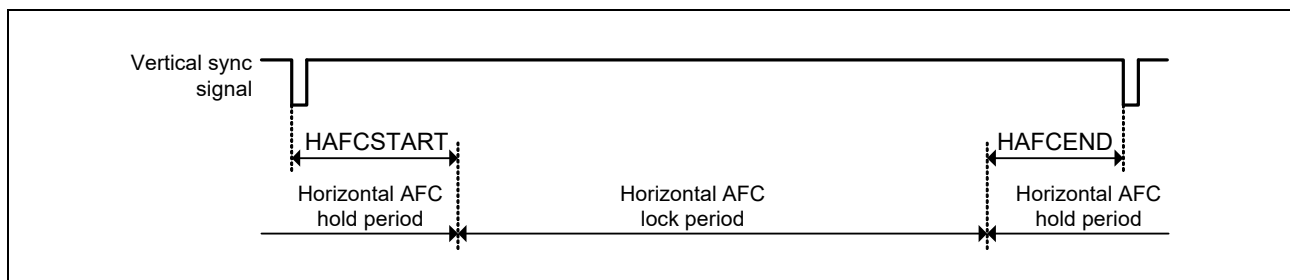 Vertical sync
signal
HAFCSTART
HAFCEND
Horizontal AFC
hold period
Horizontal AFC
lock period
Horizontal AFC
hold period